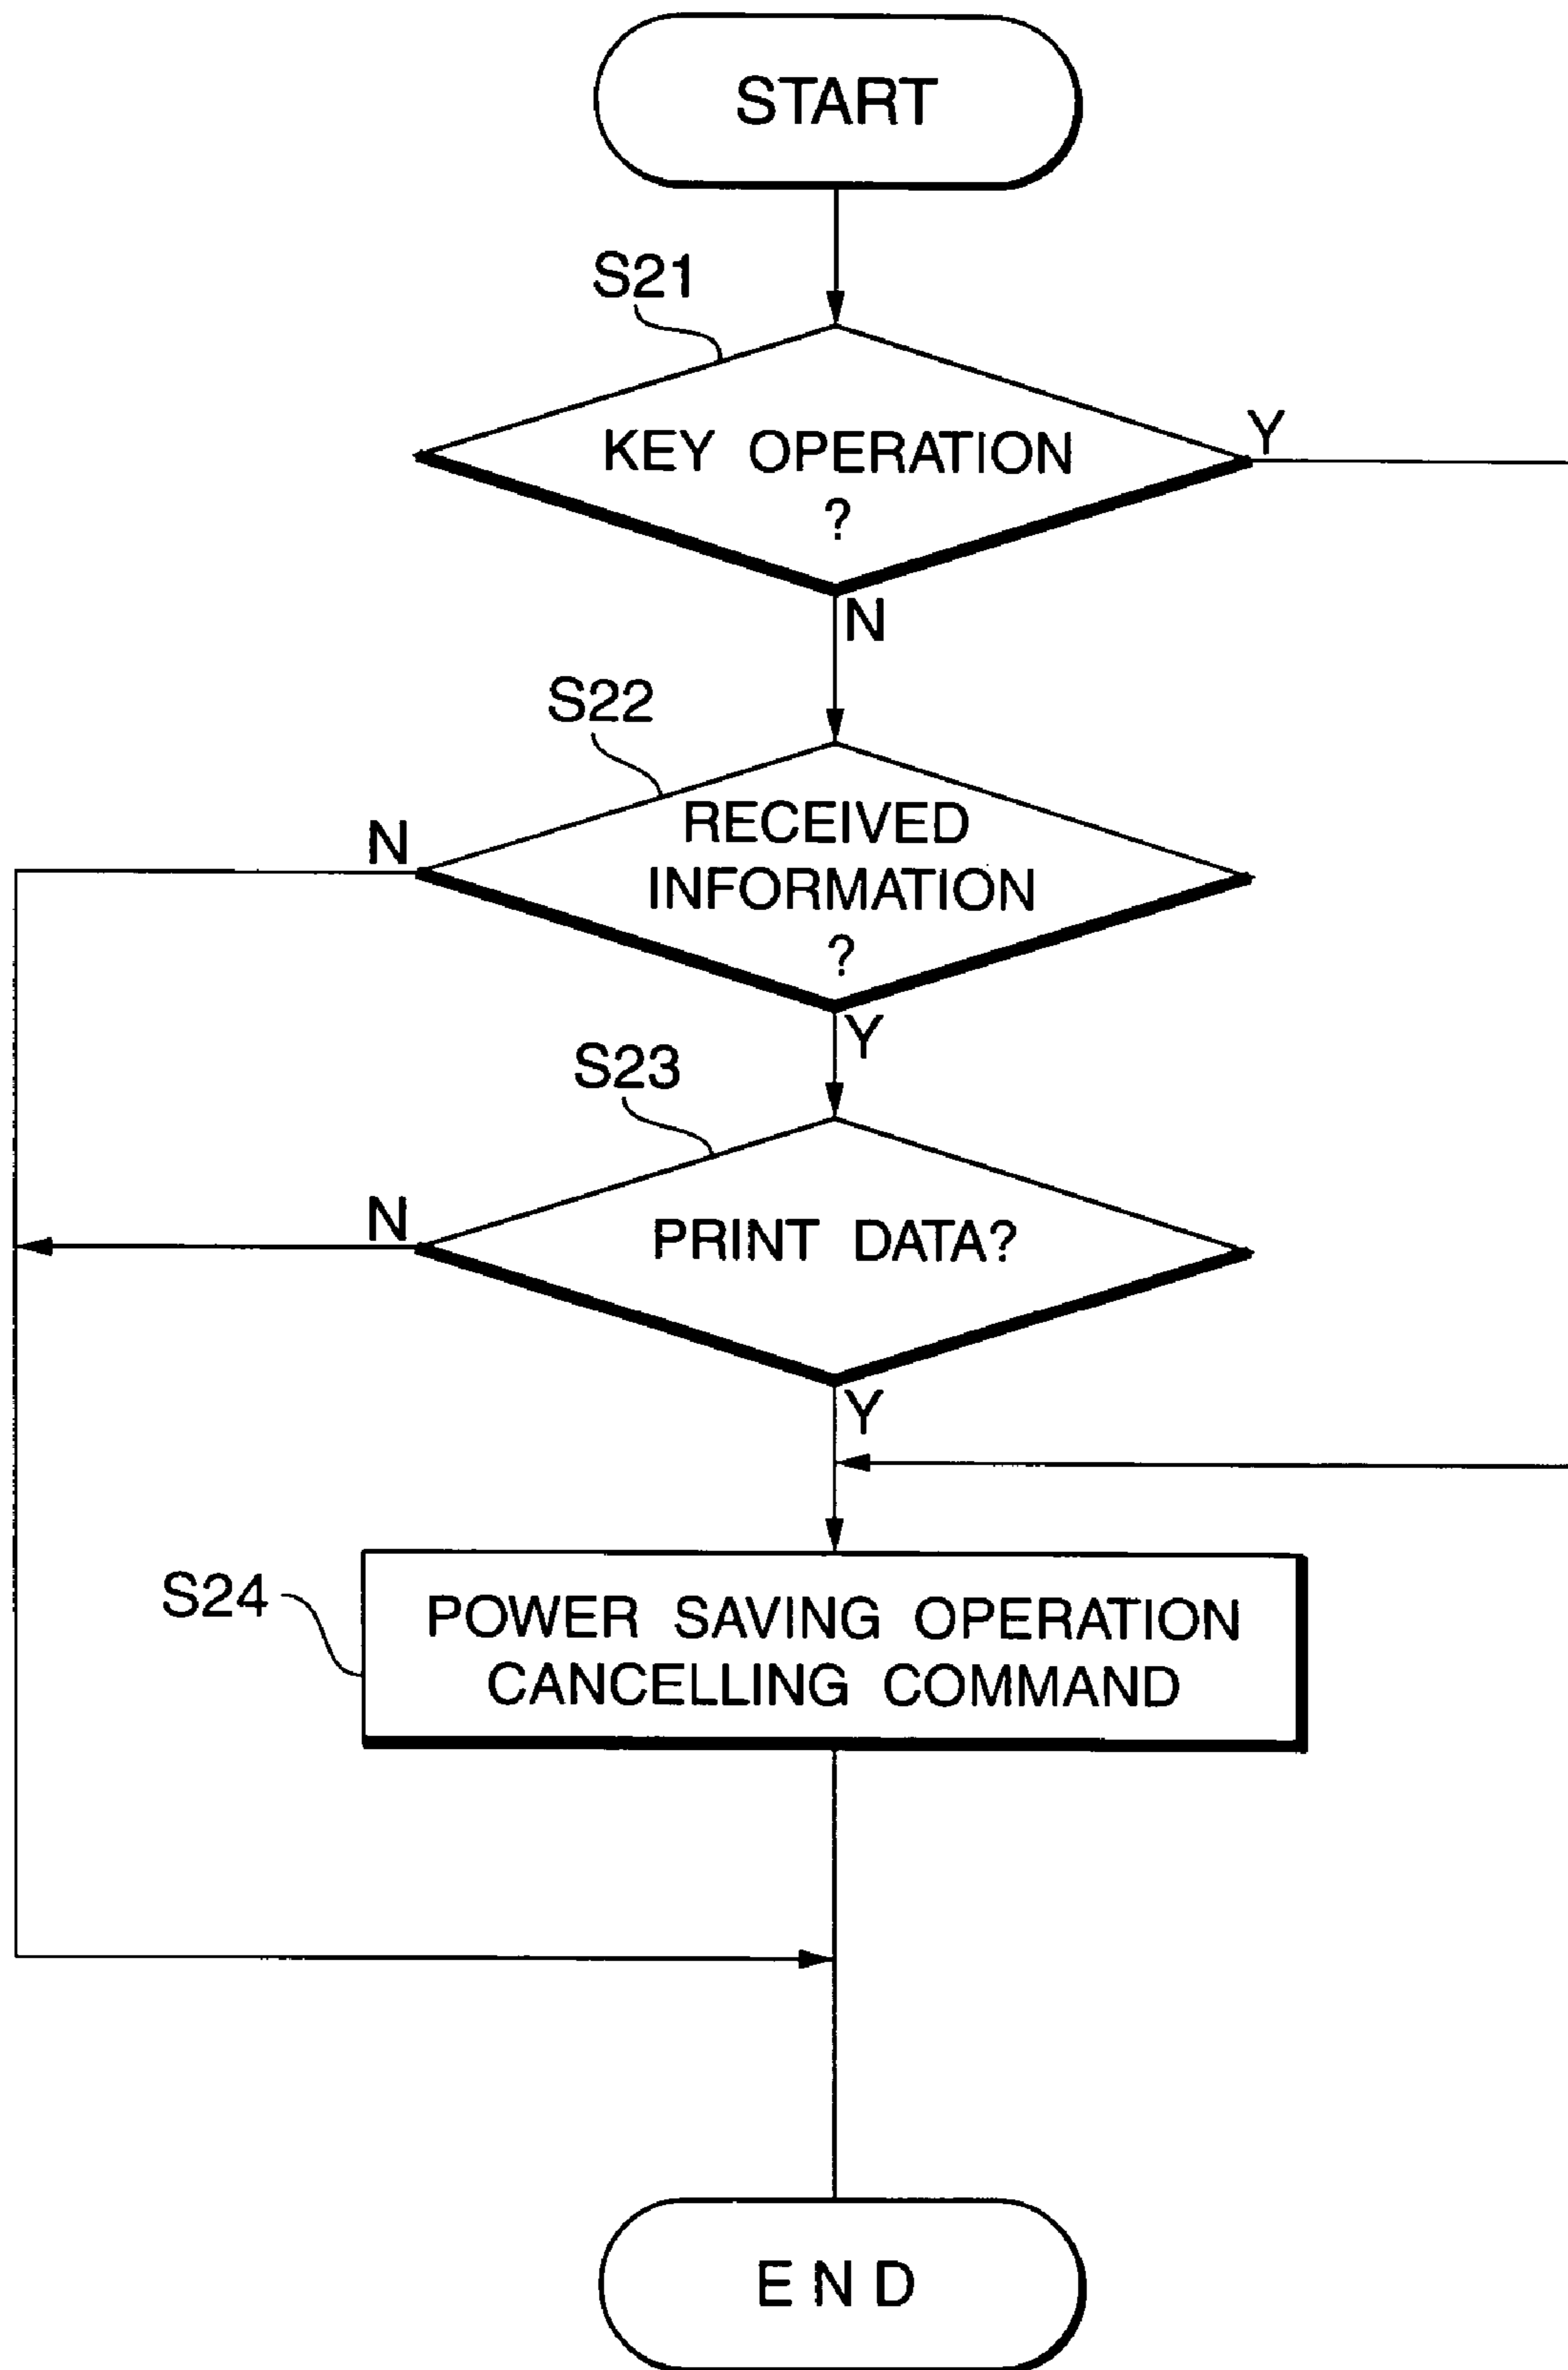 START
S21
KEY OPERATION
?
Y
N
S22
RECEIVED
INFORMATION
?
N
Y
S23
PRINT DATA?
N
Y
S24
POWER SAVING OPERATION
CANCELLING COMMAND
END